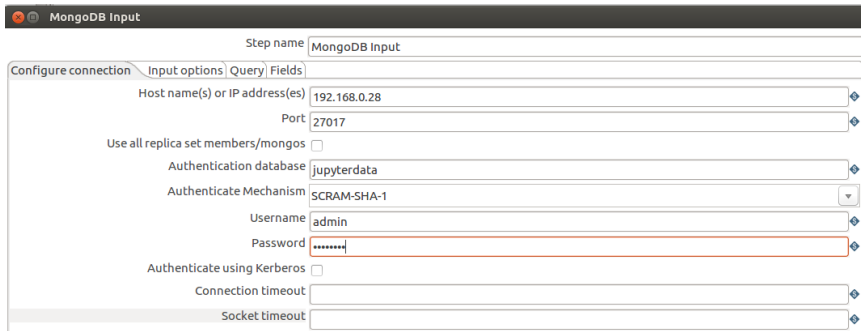 MongoDB Input
Step name MongoDB Input
Configure connection Input options Query Fields
Host name(s) or IP address(es) 192.168.0.28
Port 27017
Use all replica set members/mongos
Authentication database jupyterdata
Authenticate Mechanism SCRAM-SHA-1
Username admin
Password ••••••••
Authenticate using Kerberos
Connection timeout
Socket timeout